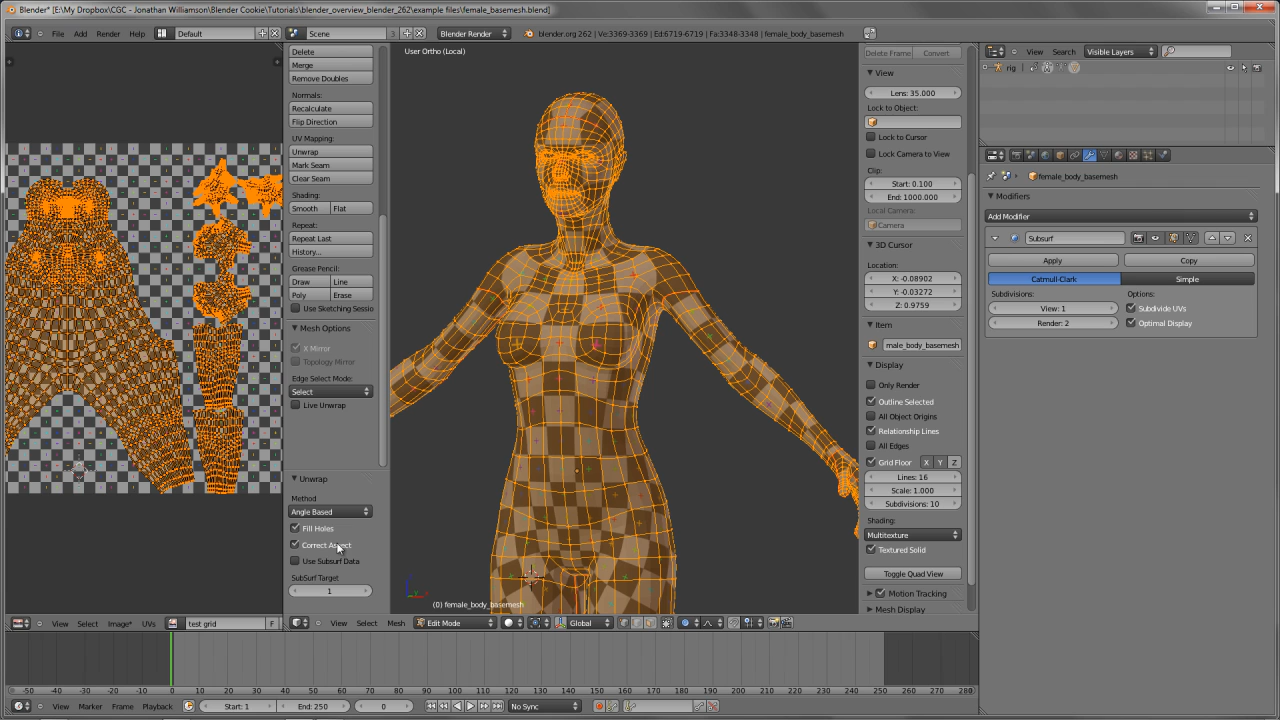 Blender* [E:\My Dropbox\CGC - Jonathan Williamson\Blender Cookie\Tutorials\blender_overview_blender_262\example files\female_basemesh.blend]
File Add Render Help
Default
Scene
3 F
Blender Render
blender.org 262 | Ve:3369-3369 | Ed:6719-6719 | Fa:3348-3348 | female_body_basemesh
Delete
Merge
Remove Doubles
Normals:
Recalculate
Flip Direction
UV Mapping:
Unwrap
Mark Seam
Clear Seam
Shading:
Smooth Flat
Repeat:
Repeat Last
History...
Grease Pencil:
Draw Line
Poly Erase
Use Sketching Sessio
Mesh Options
X Mirror
Topology Mirror
Edge Select Mode:
Select
Live Unwrap
Unwrap
Method
Angle Based
Fill Holes
Correct Aspect
Use Subsurf Data
SubSurf Target
1
User Ortho (Local)
(0) female_body_basemesh
Delete Frame Convert
View
Lens: 35.000
Lock to Object:
Lock to Cursor
Lock Camera to View
Clip:
Start: 0.100
End: 1000.000
Local Camera:
Camera
3D Cursor
Location:
X: -0.08902
Y: -0.03272
Z: 0.9759
Item
male_body_basemesh
Display
Only Render
Outline Selected
All Object Origins
Relationship Lines
All Edges
Grid Floor X Y Z
Lines: 16
Scale: 1.000
Subdivisions: 10
Shading:
Multitexture
Textured Solid
Toggle Quad View
Motion Tracking
Mesh Display
View Search Visible Layers
rig
female_body_basemesh
Modifiers
Add Modifier
Subsurf
Apply Copy
Catmull-Clark Simple
Subdivisions: Options:
View: 1 Subdivide UVs
Render: 2 Optimal Display
View Select Image* UVs test grid F
View Select Mesh Edit Mode Global
-50 -40 -30 -20 -10 0 10 20 30 40 50 60 70 80 90 100 110 120 130 140 150 160 170 180 190 200 210 220 230 240 250 260 270 280
View Marker Frame Playback Start: 1 End: 250 0 No Sync